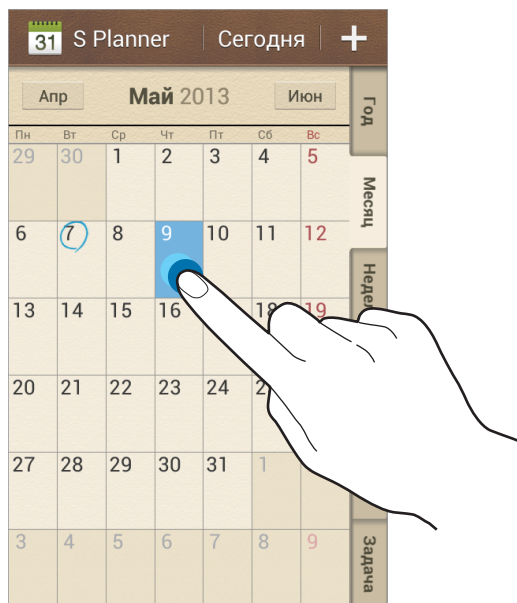 31 S Planner Сегодня +
Апр Май 2013 Июн
Год
Пн Вт Ср Чт Пт Сб Вс
29 30 1 2 3 4 5
Месяц
6 7 8 9 10 11 12
13 14 15 16 18 19
20 21 22 23 24
27 28 29 30 31 1
3 4 5 6 7 8 9
Задача